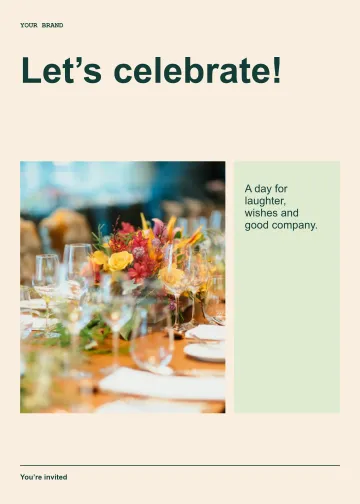 YOUR BRAND
Let’s celebrate!
A day for
laughter,
wishes and
good company.
You’re invited